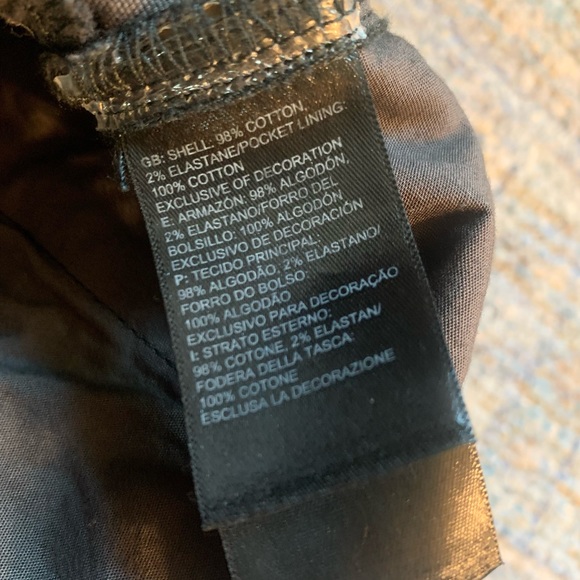 GB: SHELL: 98% COTTON,
2% ELASTANE/POCKET LINING:
100% COTTON
EXCLUSIVE OF DECORATION
E: ARMAZÓN: 98% ALGODÓN,
2% ELASTANO/FORRO DEL
BOLSILLO: 100% ALGODÓN
EXCLUSIVO DE DECORACIÓN
P: TECIDO PRINCIPAL:
98% ALGODÃO, 2% ELASTANO/
FORRO DO BOLSO:
100% ALGODÃO
EXCLUSIVO PARA DECORAÇÃO
I: STRATO ESTERNO:
98% COTONE, 2% ELASTAN/
FODERA DELLA TASCA:
100% COTONE
ESCLUSA LA DECORAZIONE